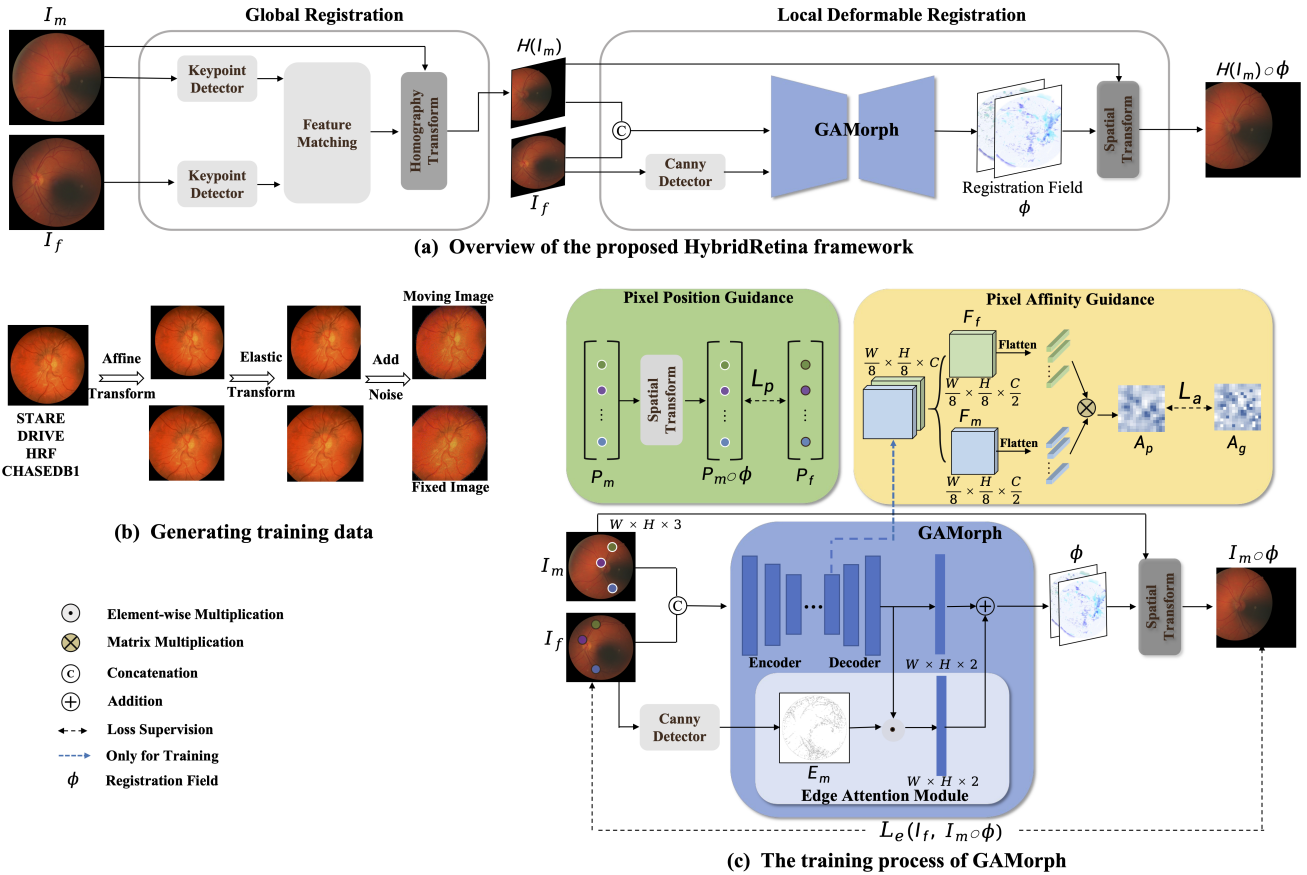 Global Registration
Local Deformable Registration
I_m
Keypoint
Detector
Feature
Matching
Homography
Transform
Keypoint
Detector
I_f
H(I_m)
C
GAMorph
Canny
Detector
I_f
Registration Field
ϕ
Spatial
Transform
H(I_m)○ϕ
(a) Overview of the proposed HybridRetina framework
Moving Image
Affine
Transform
Elastic
Transform
Add
Noise
STARE
DRIVE
HRF
CHASEDB1
Fixed Image
(b) Generating training data
Element-wise Multiplication
Matrix Multiplication
C
Concatenation
Addition
Loss Supervision
Only for Training
ϕ
Registration Field
Pixel Position Guidance
Spatial
Transform
L_p
P_m
P_m○ϕ
P_f
Pixel Affinity Guidance
F_f
W/8 × H/8 × C
Flatten
W/8 × H/8 × C/2
F_m
Flatten
W/8 × H/8 × C/2
A_p
L_a
A_g
W × H × 3
GAMorph
I_m
I_f
C
Encoder
Decoder
W × H × 2
Canny
Detector
E_m
W × H × 2
Edge Attention Module
ϕ
Spatial
Transform
I_m○ϕ
L_e(I_f, I_m○ϕ)
(c) The training process of GAMorph